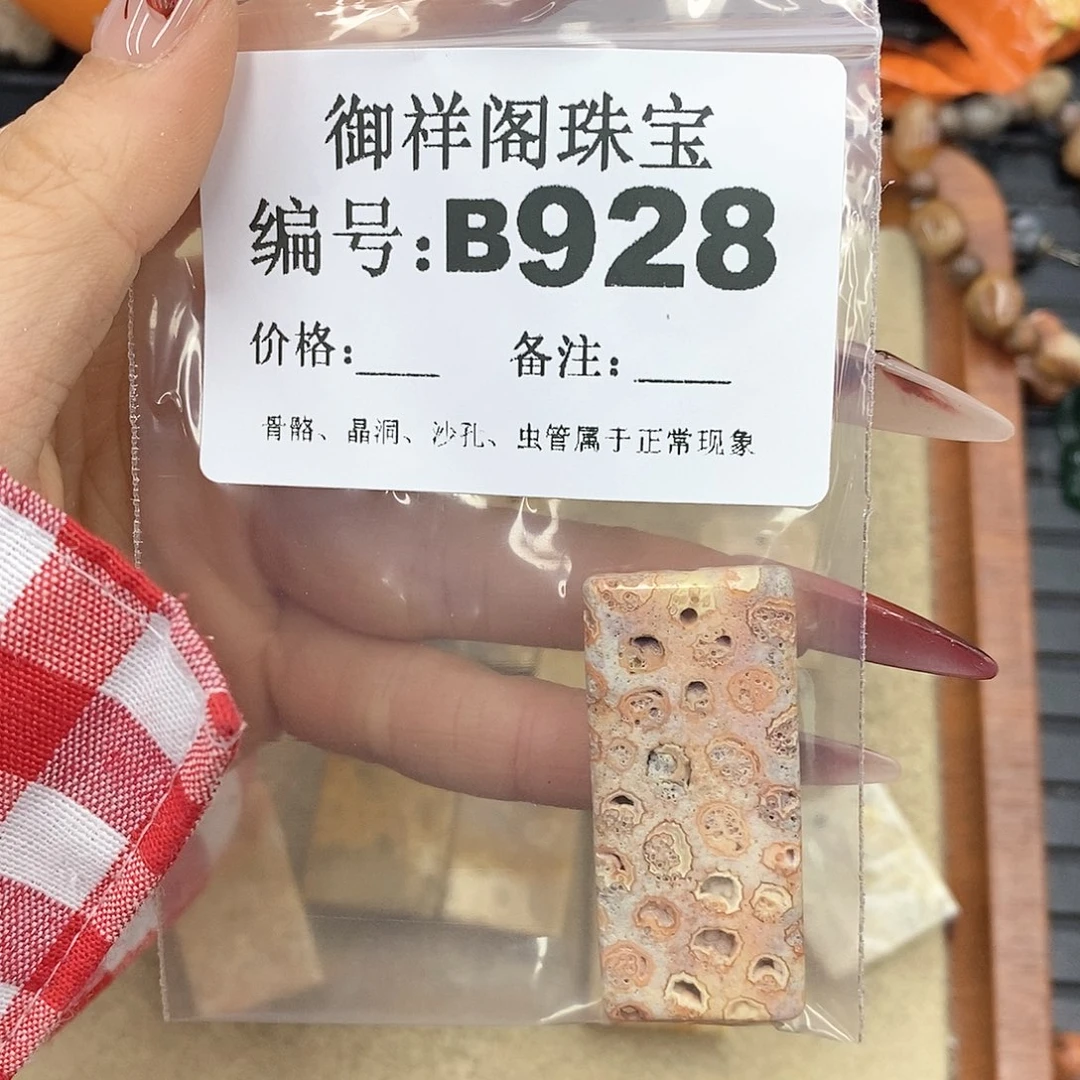 御祥阁珠宝
编号:B928
价格:____ 备注:____
骨骼、晶洞、沙孔、虫管属于正常现象